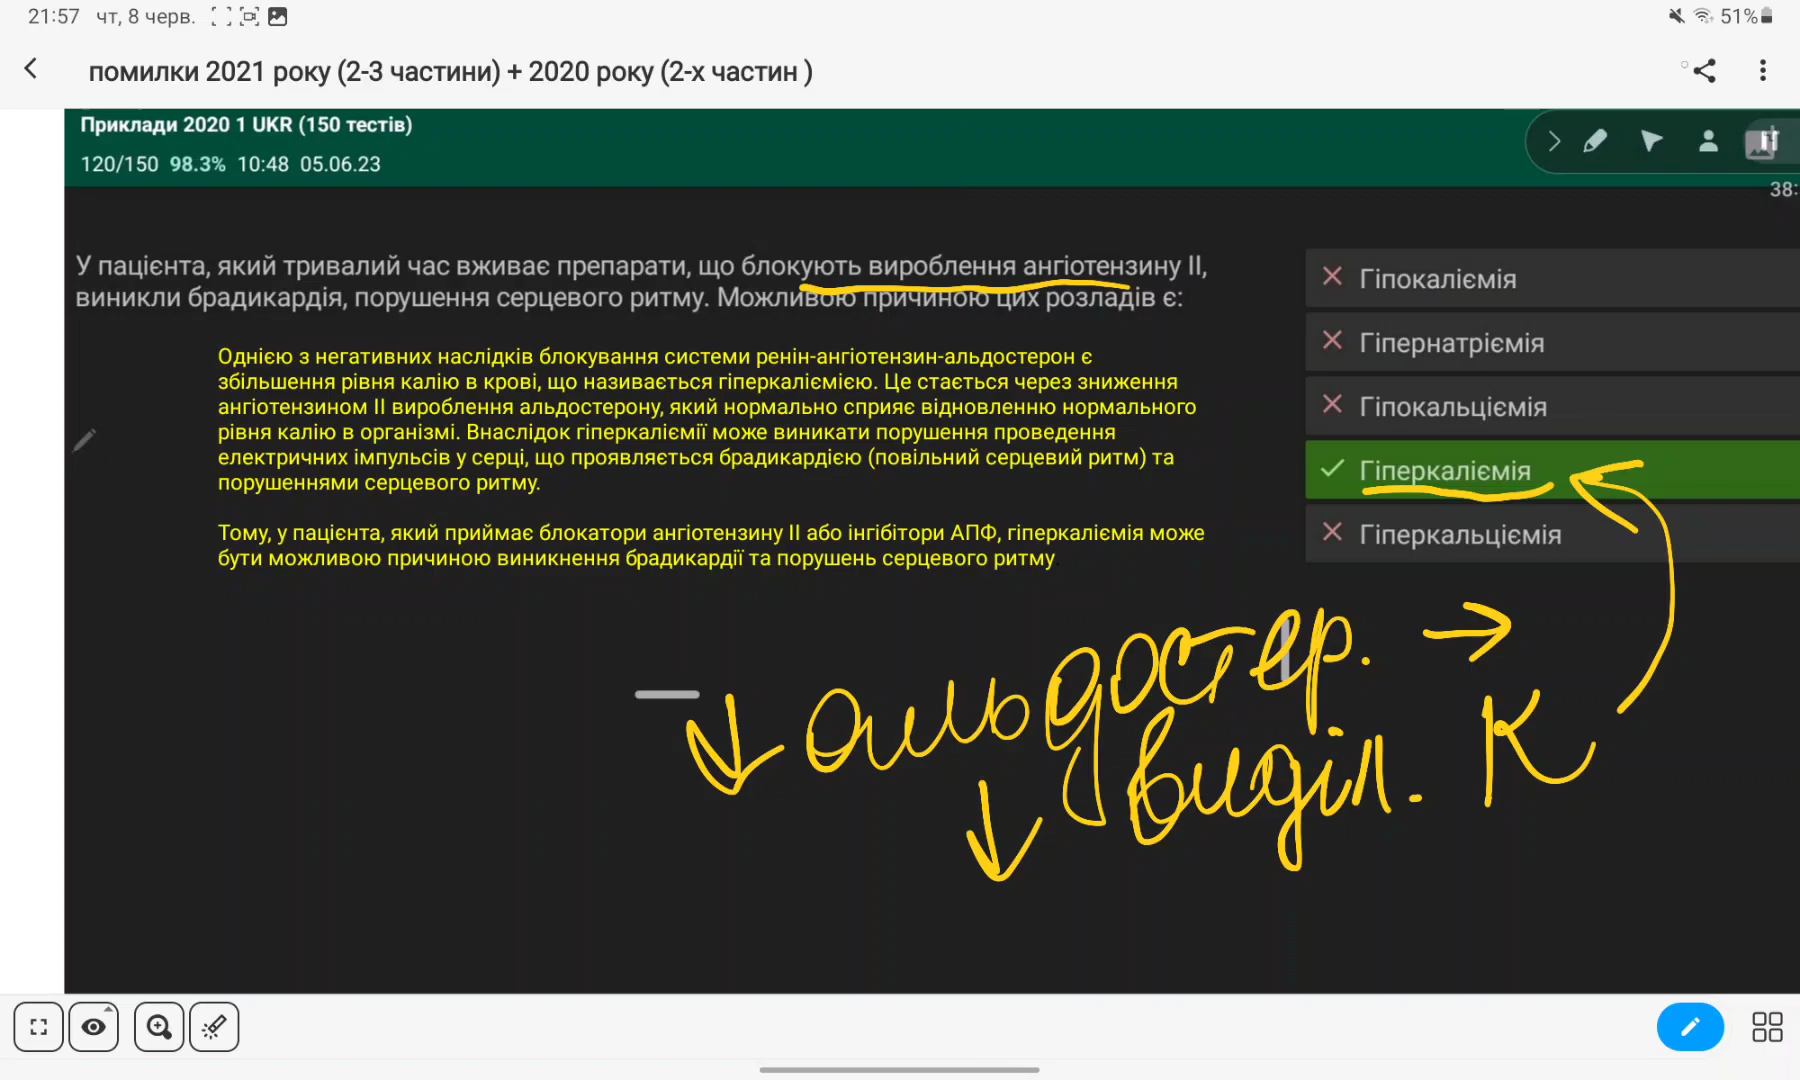 21:57 чт, 8 черв. 51%
помилки 2021 року (2-3 частини) + 2020 року (2-х частин )
Приклади 2020 1 UKR (150 тестів)
120/150 98.3% 10:48 05.06.23
38:
У пацієнта, який тривалий час вживає препарати, що блокують вироблення ангіотензину II,
виникли брадикардія, порушення серцевого ритму. Можливою причиною цих розладів є:
Однією з негативних наслідків блокування системи ренін-ангіотензин-альдостерон є
збільшення рівня калію в крові, що називається гіперкаліємією. Це стається через зниження
ангіотензином II вироблення альдостерону, який нормально сприяє відновленню нормального
рівня калію в організмі. Внаслідок гіперкаліємії може виникати порушення проведення
електричних імпульсів у серці, що проявляється брадикардією (повільний серцевий ритм) та
порушеннями серцевого ритму.
Тому, у пацієнта, який приймає блокатори ангіотензину II або інгібітори АПФ, гіперкаліємія може
бути можливою причиною виникнення брадикардії та порушень серцевого ритму
Гіпокаліємія
Гіпернатріємія
Гіпокальціємія
Гіперкаліємія
Гіперкальціємія
↓ альдостер. →
↓ виділ. К